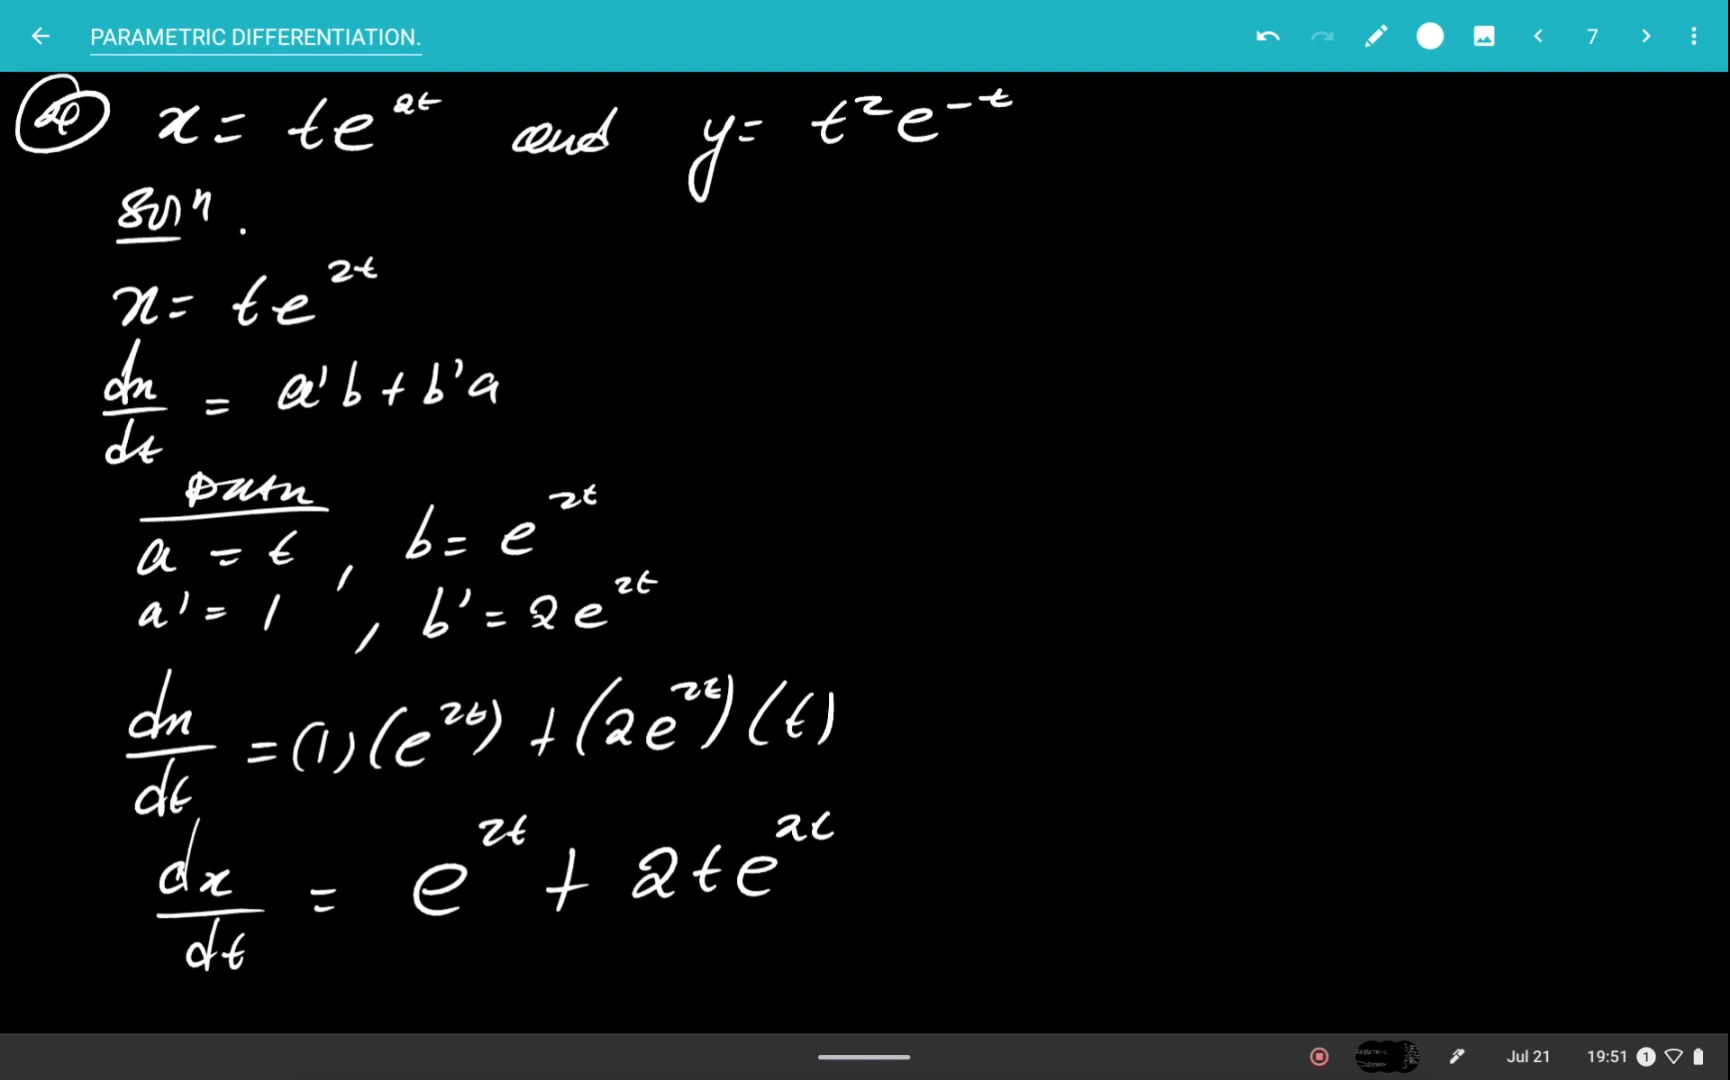 PARAMETRIC DIFFERENTIATION.
7
x = te^2t and y = t^2e^-t
Soln.
x = te^2t
dx/dt = a'b + b'a
a = t, b = e^2t
a' = 1, b' = 2e^2t
dx/dt = (1)(e^2t) + (2e^2t)(t)
dx/dt = e^2t + 2te^2t
Jul 21 19:51 1